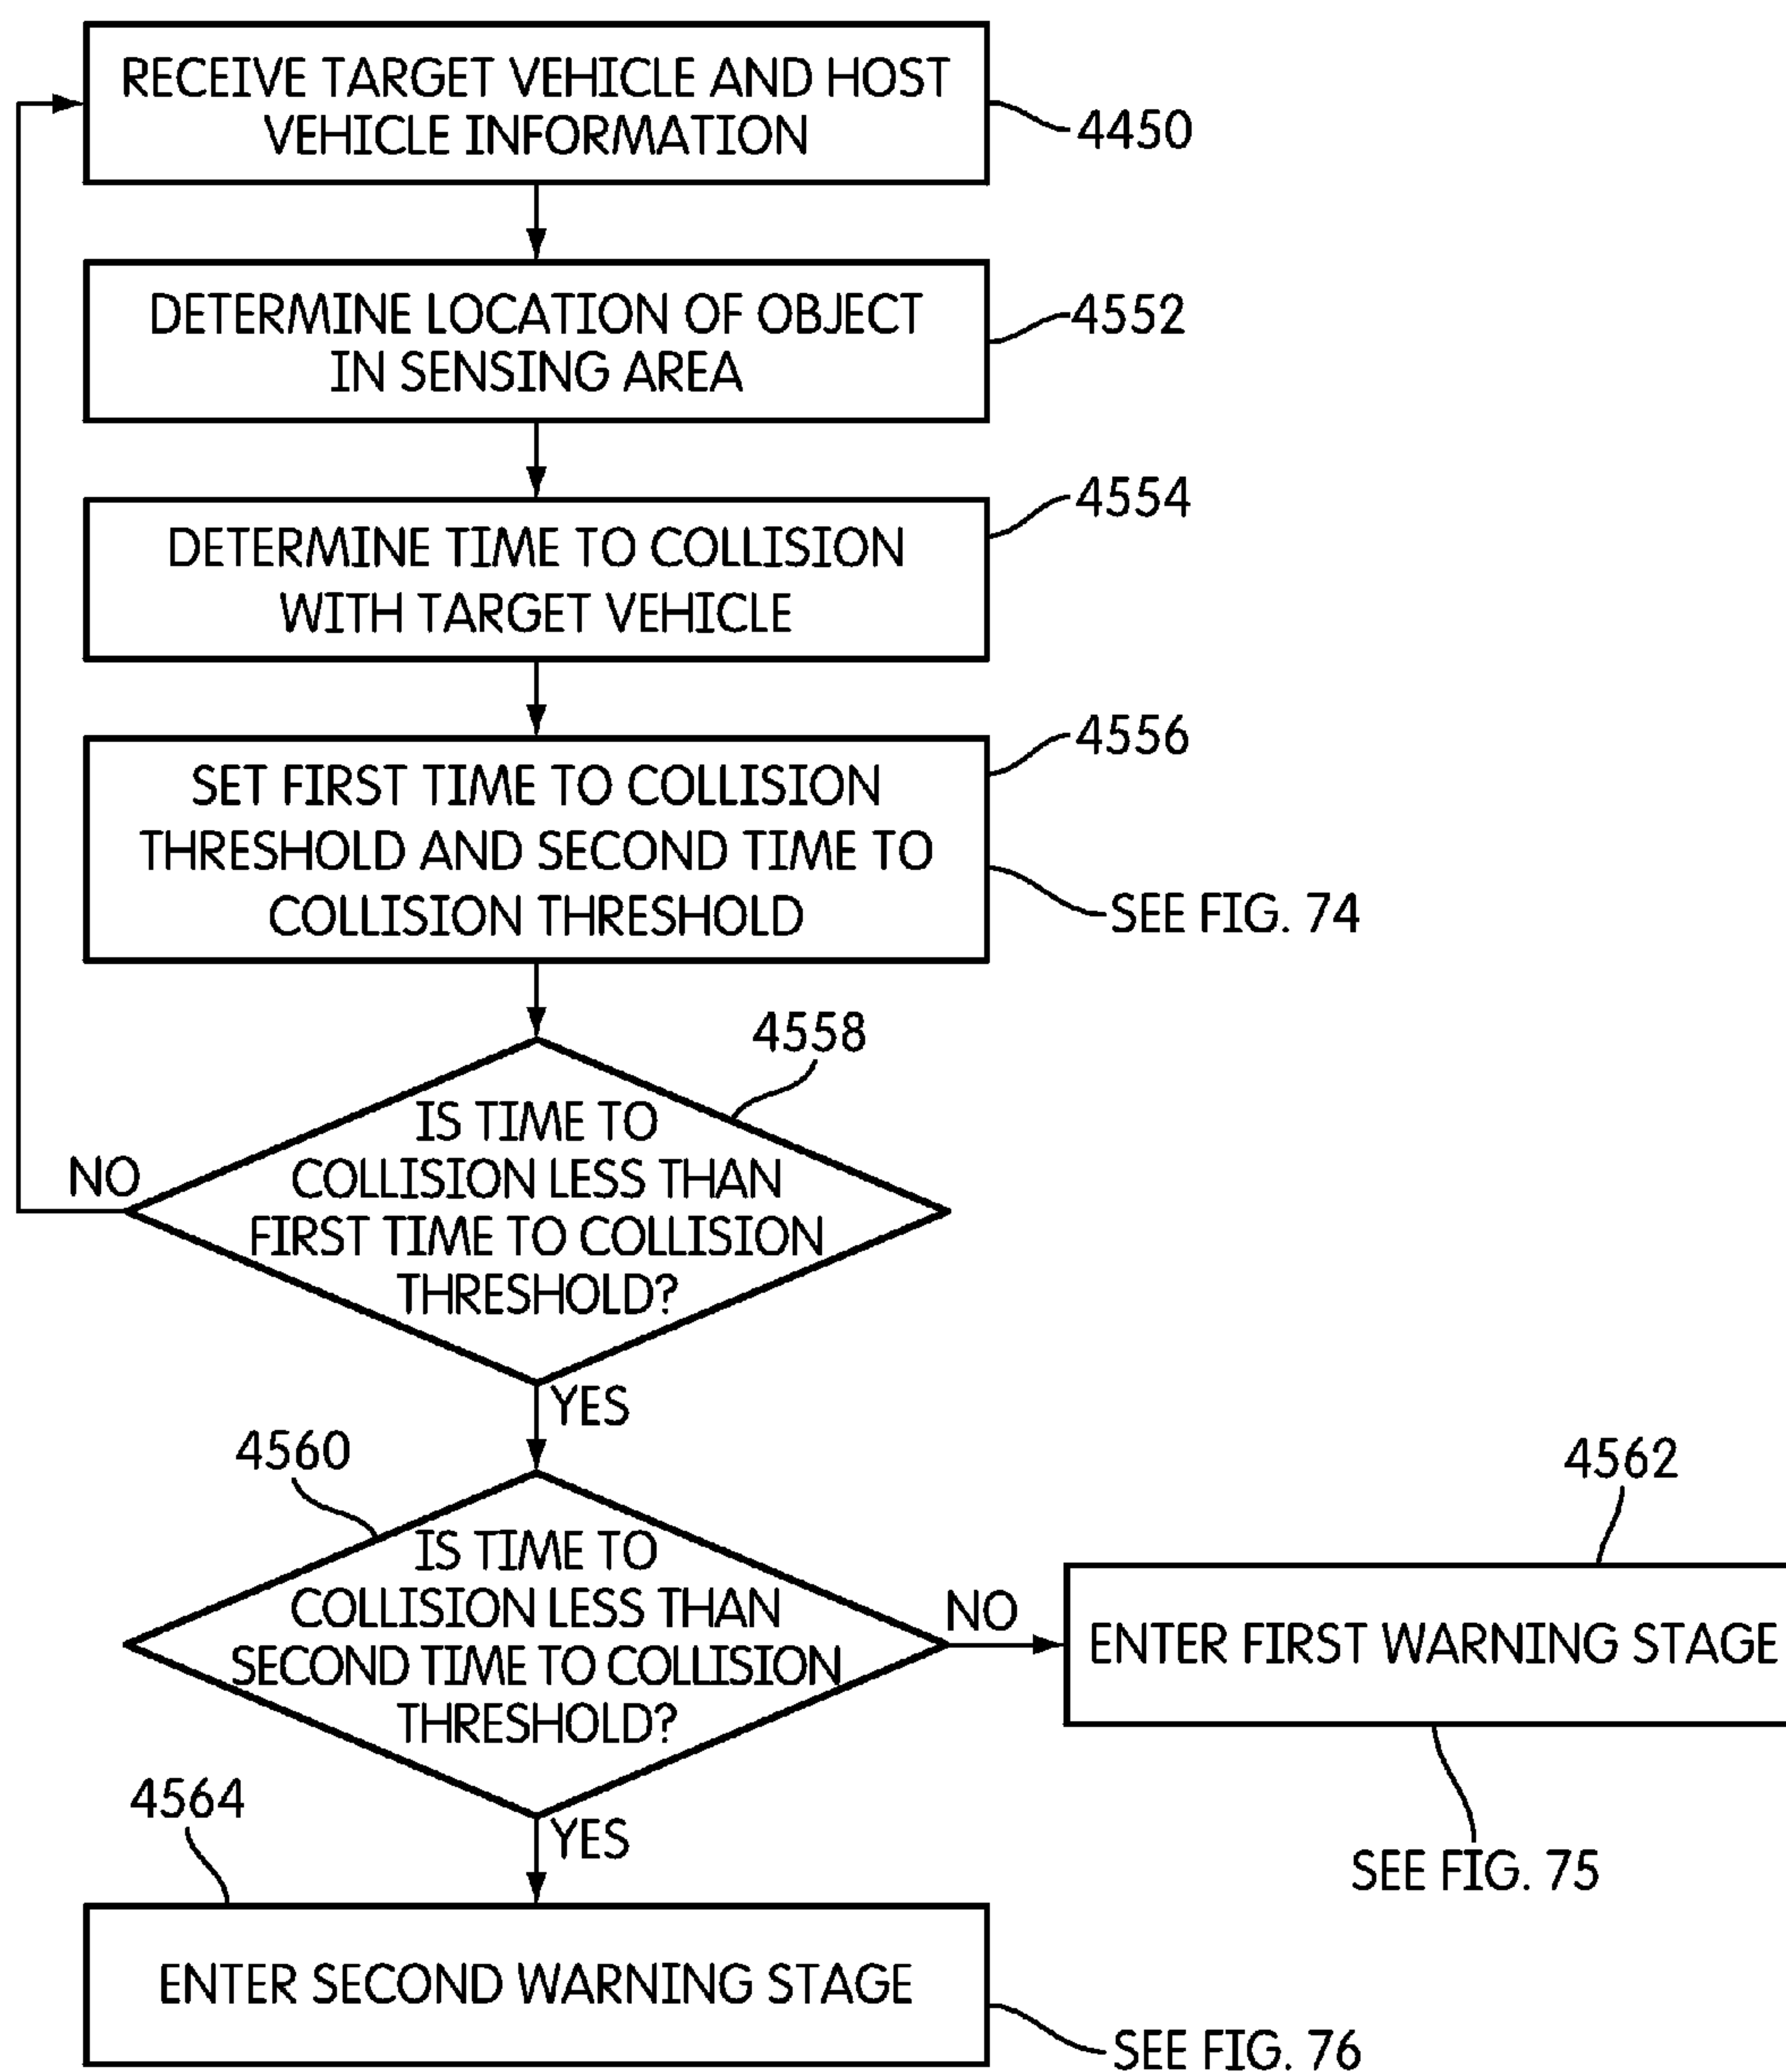 RECEIVE TARGET VEHICLE AND HOST
VEHICLE INFORMATION
4450
DETERMINE LOCATION OF OBJECT
IN SENSING AREA
4552
DETERMINE TIME TO COLLISION
WITH TARGET VEHICLE
4554
SET FIRST TIME TO COLLISION
THRESHOLD AND SECOND TIME TO
COLLISION THRESHOLD
4556
SEE FIG. 74
4558
IS TIME TO
COLLISION LESS THAN
FIRST TIME TO COLLISION
THRESHOLD?
NO
YES
4560
IS TIME TO
COLLISION LESS THAN
SECOND TIME TO COLLISION
THRESHOLD?
NO
4562
ENTER FIRST WARNING STAGE
SEE FIG. 75
YES
4564
ENTER SECOND WARNING STAGE
SEE FIG. 76